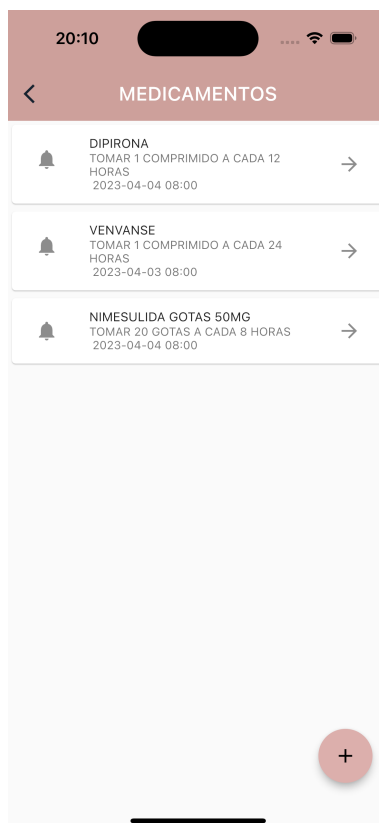 20:10
MEDICAMENTOS
DIPIRONA
TOMAR 1 COMPRIMIDO A CADA 12
HORAS
2023-04-04 08:00
VENVANSE
TOMAR 1 COMPRIMIDO A CADA 24
HORAS
2023-04-03 08:00
NIMESULIDA GOTAS 50MG
TOMAR 20 GOTAS A CADA 8 HORAS
2023-04-04 08:00
+